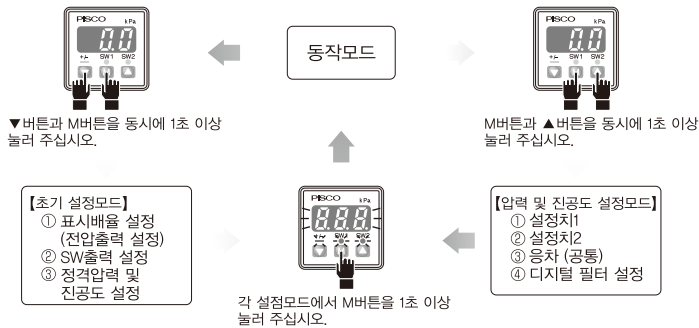 PISCO kPa
0.0
+/- SW1 SW2
M
▼버튼과 M버튼을 동시에 1초 이상
눌러 주십시오.
동작모드
PISCO kPa
0.0
+/- SW1 SW2
M
M버튼과 ▲버튼을 동시에 1초 이상
눌러 주십시오.
【초기 설정모드】
① 표시배율 설정
(전압출력 설정)
② SW출력 설정
③ 정격압력 및
진공도 설정
PISCO kPa
8.8.8
+/- SW1 SW2
각 설점모드에서 M버튼을 1초 이상
눌러 주십시오.
【압력 및 진공도 설정모드】
① 설정치1
② 설정치2
③ 응차 (공통)
④ 디지털 필터 설정